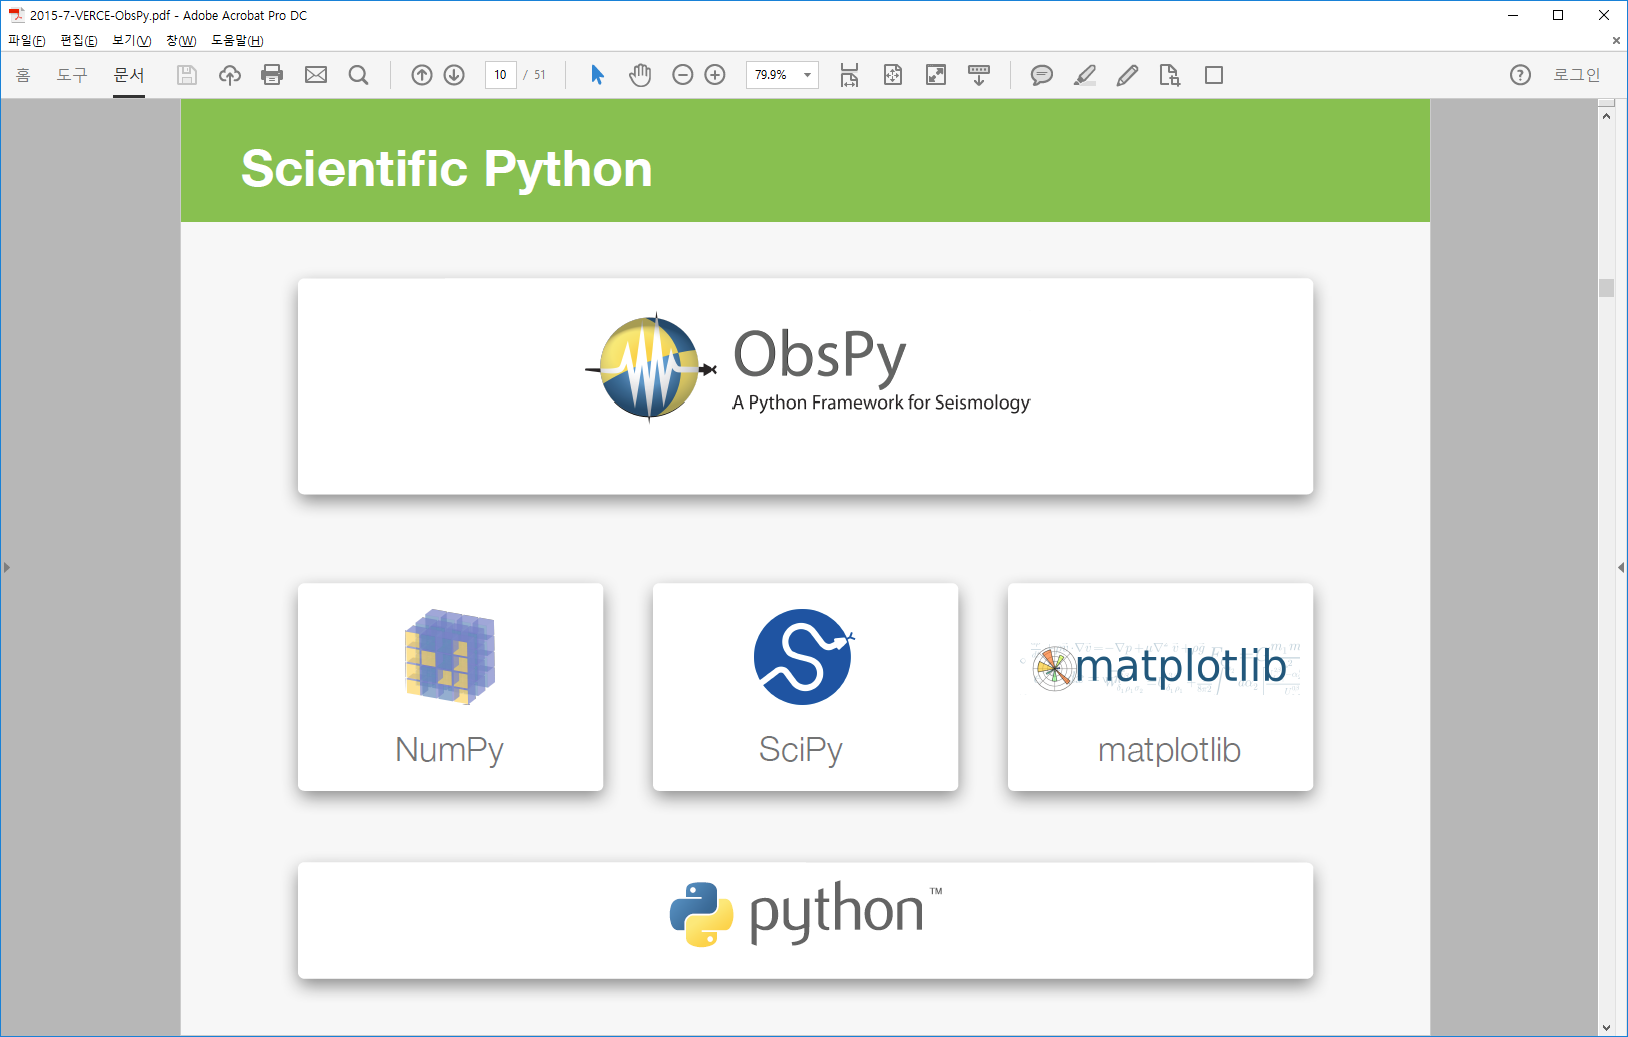 2015-7-VERCE-ObsPy.pdf - Adobe Acrobat Pro DC
파일(F) 편집(E) 보기(V) 창(W) 도움말(H)
홈 도구 문서 10 / 51 79.9% 로그인
Scientific Python
ObsPy
A Python Framework for Seismology
matplotlib
NumPy SciPy matplotlib
python™